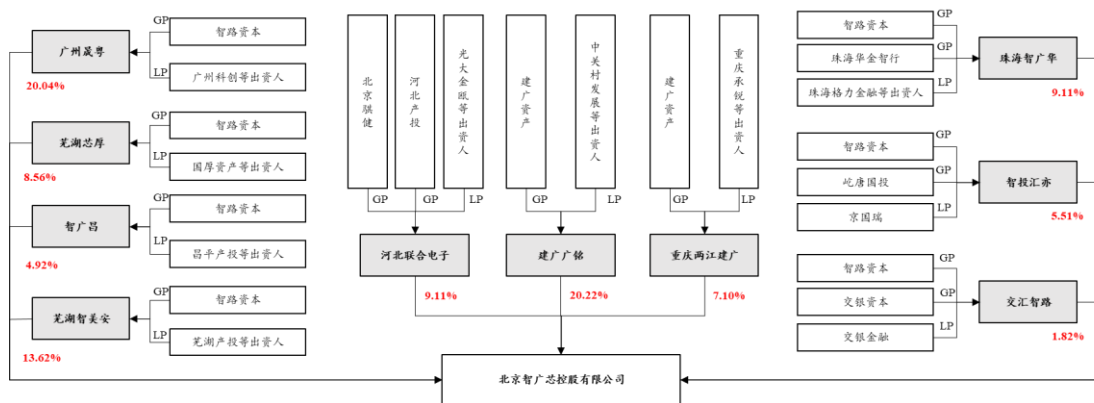 GP
智路资本
广州晟粤
LP
广州科创等出资人
20.04%
GP
智路资本
芜湖芯厚
LP
国厚资产等出资人
8.56%
GP
智路资本
智广昌
LP
昌平产投等出资人
4.92%
GP
智路资本
芜湖智美安
LP
芜湖产投等出资人
13.62%
北京骐健
河北产投
光大金瓯等出资人
GP
GP
LP
河北联合电子
9.11%
建广资产
中关村发展等出资人
GP
LP
建广广铭
20.22%
建广资产
重庆承锐等出资人
GP
LP
重庆两江建广
7.10%
智路资本
GP
珠海华金智行
GP
珠海格力金融等出资人
LP
珠海智广华
9.11%
智路资本
GP
屹唐国投
GP
京国瑞
LP
智投汇亦
5.51%
智路资本
GP
交银资本
GP
交银金融
LP
交汇智路
1.82%
北京智广芯控股有限公司